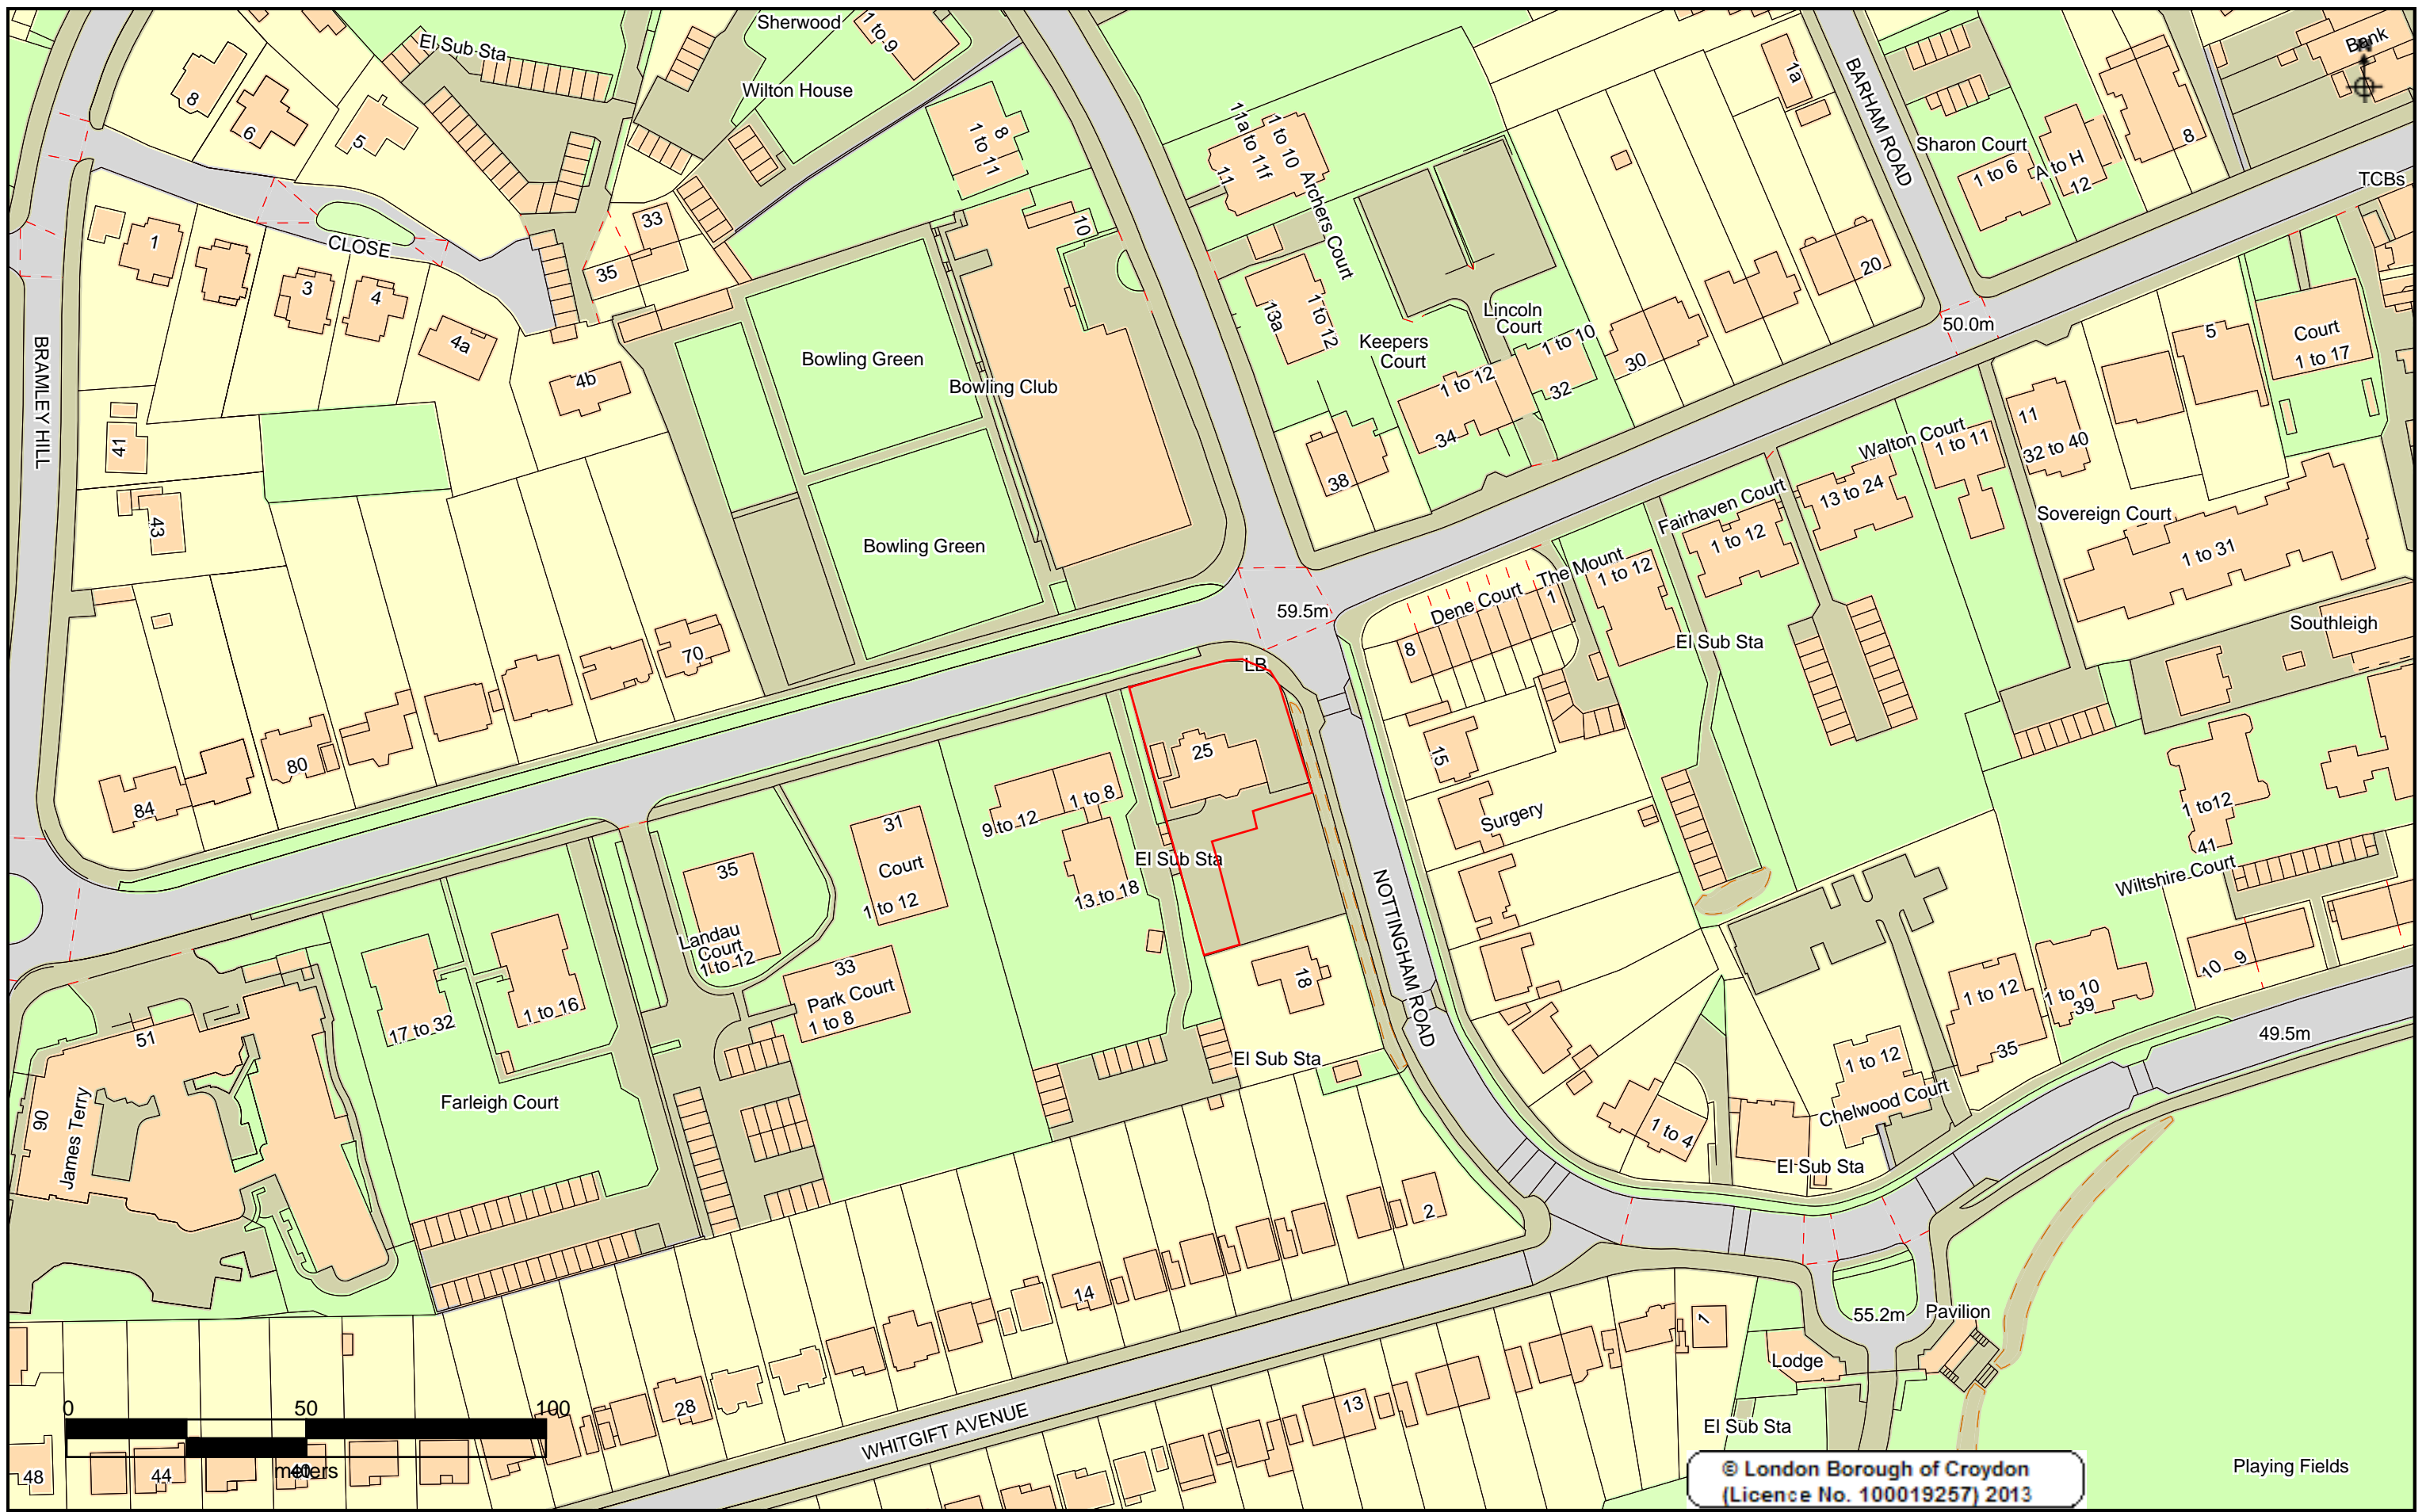 Sherwood
1 to 9
El Sub Sta
Wilton House
8
6
5
8
1 to 11
11a to 11f
1 to 10
11
Archers Court
1a
BARHAM ROAD
Bank
Sharon Court
1 to 6
A to H
12
8
TCBs
1
3
4
4a
4b
CLOSE
33
35
10
13a
1 to 12
Keepers
Court
Lincoln
Court
1 to 10
1 to 12
32
34
30
20
50.0m
5
Court
1 to 17
BRAMLEY HILL
41
43
Bowling Green
Bowling Club
Bowling Green
38
11
32 to 40
Walton Court
1 to 11
13 to 24
Fairhaven Court
1 to 12
Sovereign Court
1 to 31
The Mount
1 to 12
Dene Court
1
8
59.5m
LB
El Sub Sta
Southleigh
70
80
84
25
15
Surgery
9 to 12
1 to 8
13 to 18
El Sub Sta
31
Court
1 to 12
35
Landau
Court
1 to 12
33
Park Court
1 to 8
NOTTINGHAM ROAD
18
El Sub Sta
1 to12
41
Wiltshire Court
10
9
1 to 12
35
1 to 10
39
49.5m
1 to 12
Chelwood Court
1 to 4
El Sub Sta
51
90
James Terry
17 to 32
1 to 16
Farleigh Court
2
14
28
13
1
WHITGIFT AVENUE
55.2m
Pavilion
Lodge
El Sub Sta
Playing Fields
0
50
100
meters
48
44
40
© London Borough of Croydon
(Licence No. 100019257) 2013